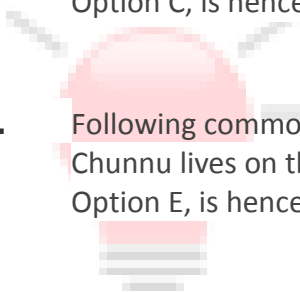 Option C, is hence
. Following commo
Chunnu lives on th
Option E, is hence